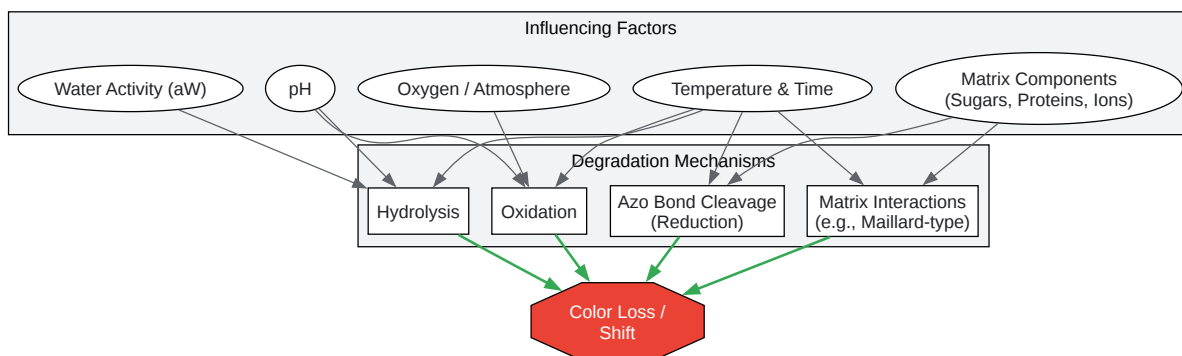 Influencing Factors
Water Activity (aW)
pH
Oxygen / Atmosphere
Temperature & Time
Matrix Components
(Sugars, Proteins, Ions)
Degradation Mechanisms
Hydrolysis
Oxidation
Azo Bond Cleavage
(Reduction)
Matrix Interactions
(e.g., Maillard-type)
Color Loss /
Shift